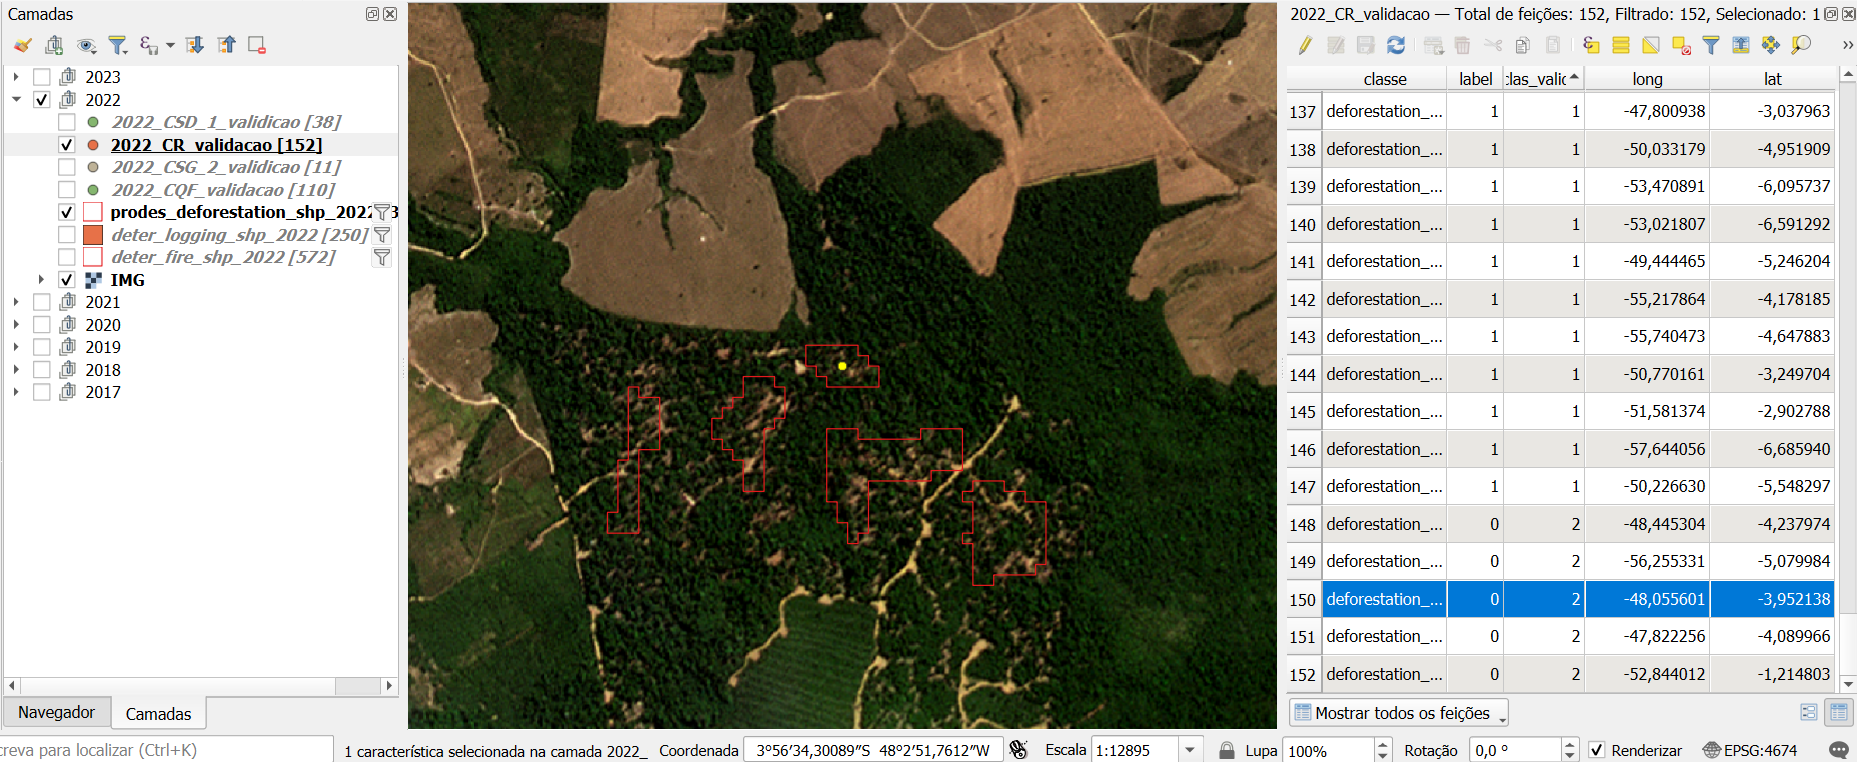 Camadas
2023
2022
2022_CSD_1_validicao [38]
2022_CR_validacao [152]
2022_CSG_2_validicao [11]
2022_CQF_validacao [110]
prodes_deforestation_shp_2022
deter_logging_shp_2022 [250]
deter_fire_shp_2022 [572]
IMG
2021
2020
2019
2018
2017
Navegador Camadas
creva para localizar (Ctrl+K)
1 característica selecionada na camada 2022_
Coordenada 3°56'34,30089"S 48°2'51,7612"W
Escala 1:12895
Lupa 100%
Rotação 0,0 °
Renderizar
EPSG:4674
2022_CR_validacao — Total de feições: 152, Filtrado: 152, Selecionado: 1
»
classe label clas_valic long lat
137 deforestation_... 1 1 -47,800938 -3,037963
138 deforestation_... 1 1 -50,033179 -4,951909
139 deforestation_... 1 1 -53,470891 -6,095737
140 deforestation_... 1 1 -53,021807 -6,591292
141 deforestation_... 1 1 -49,444465 -5,246204
142 deforestation_... 1 1 -55,217864 -4,178185
143 deforestation_... 1 1 -55,740473 -4,647883
144 deforestation_... 1 1 -50,770161 -3,249704
145 deforestation_... 1 1 -51,581374 -2,902788
146 deforestation_... 1 1 -57,644056 -6,685940
147 deforestation_... 1 1 -50,226630 -5,548297
148 deforestation_... 0 2 -48,445304 -4,237974
149 deforestation_... 0 2 -56,255331 -5,079984
150 deforestation_... 0 2 -48,055601 -3,952138
151 deforestation_... 0 2 -47,822256 -4,089966
152 deforestation_... 0 2 -52,844012 -1,214803
Mostrar todos os feições